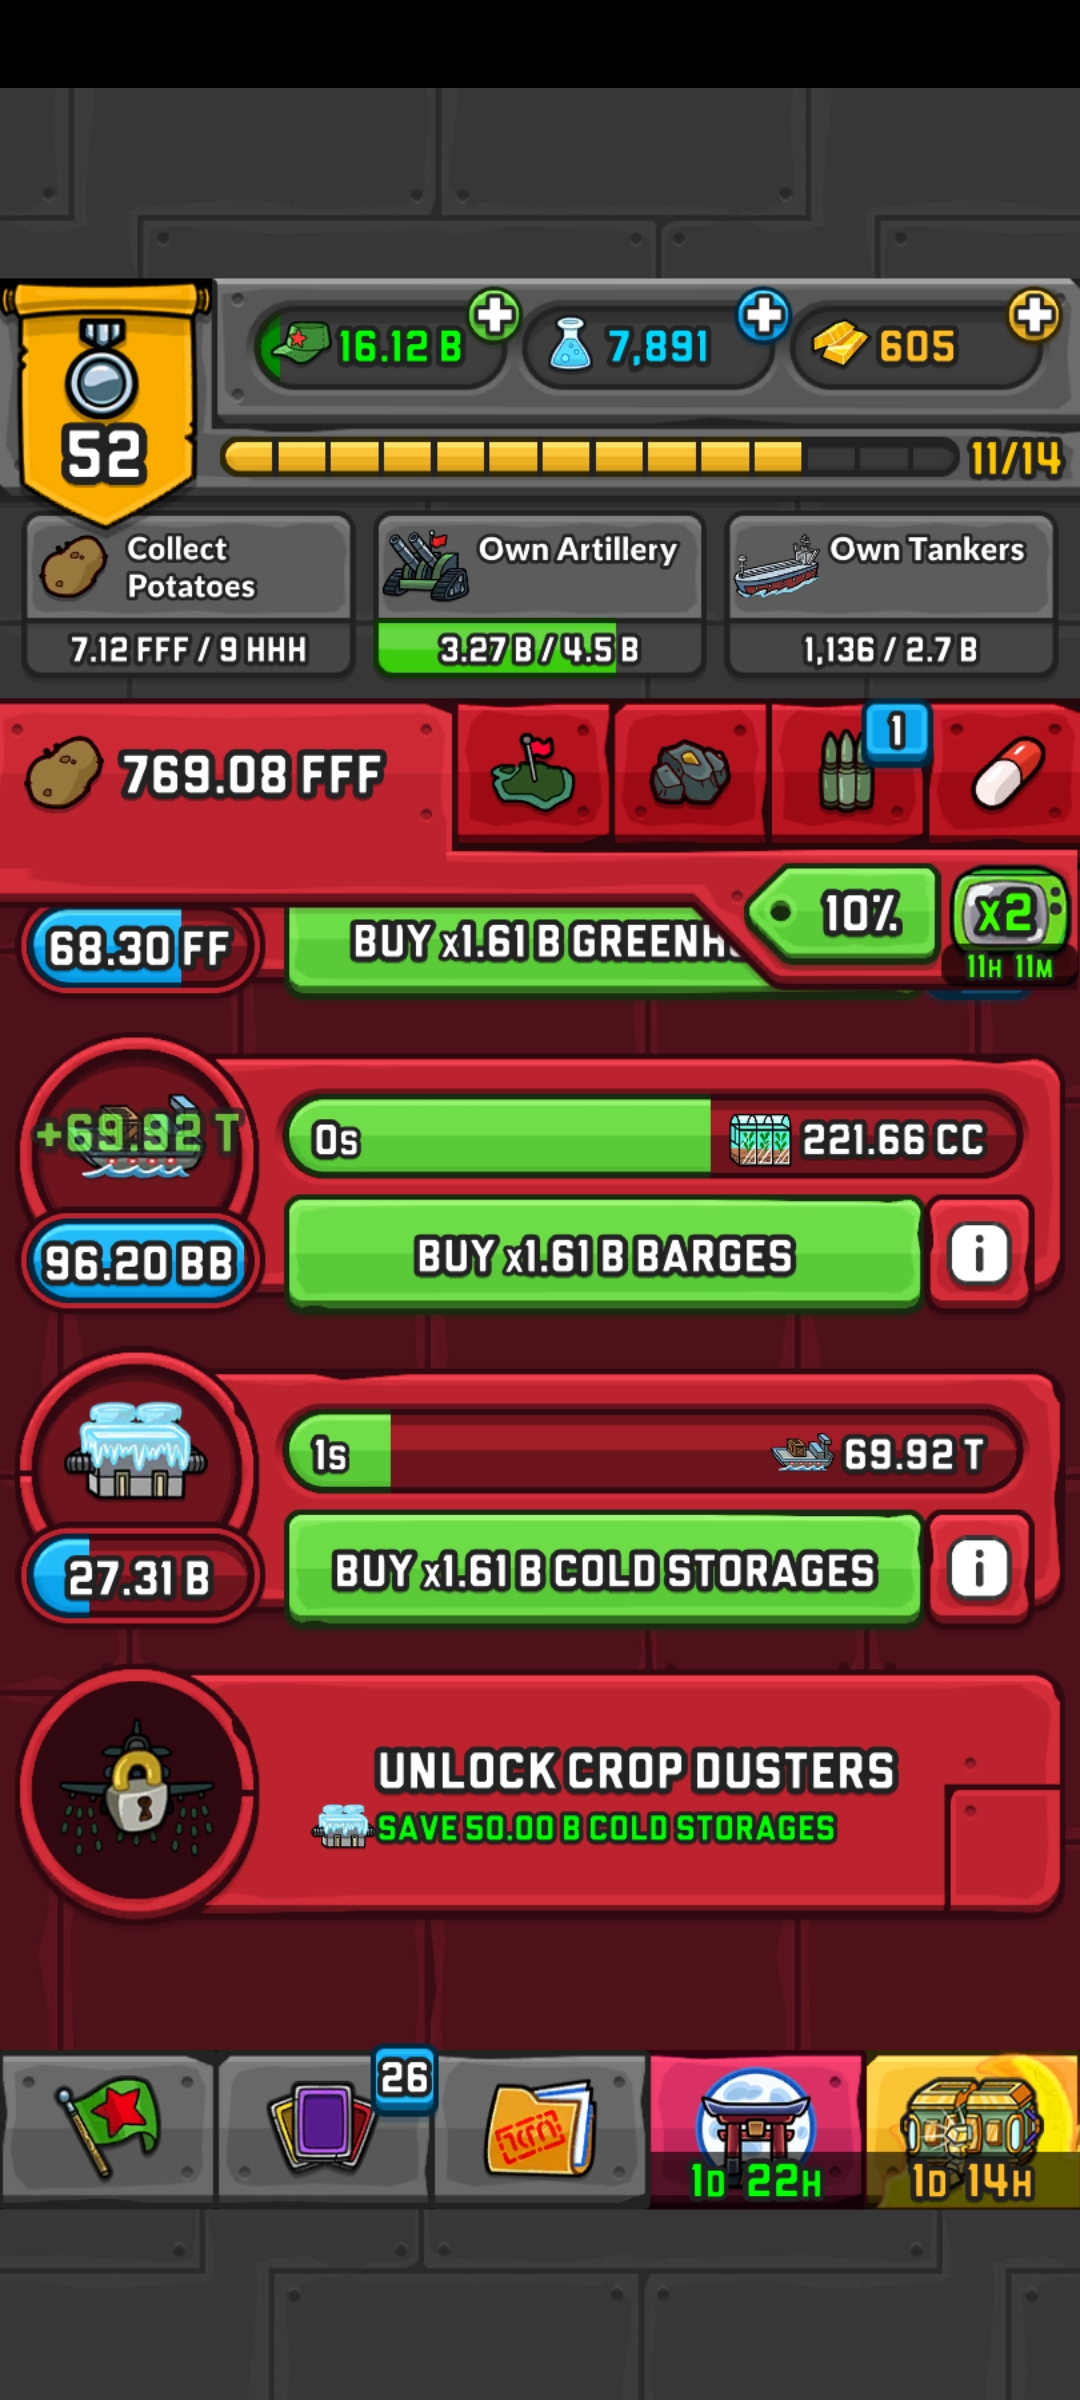 16.12 B
7,891
605
52
11/14
Collect
Potatoes
7.12 FFF / 9 HHH
Own Artillery
3.27 B / 4.5 B
Own Tankers
1,136 / 2.7 B
769.08 FFF
1
10%
x2
11H 11M
68.30 FF
BUY x1.61 B GREENH
+69.92 T
0s
221.66 CC
96.20 BB
BUY x1.61 B BARGES
i
1s
69.92 T
27.31 B
BUY x1.61 B COLD STORAGES
i
UNLOCK CROP DUSTERS
SAVE 50.00 B COLD STORAGES
26
1D 22H
1D 14H